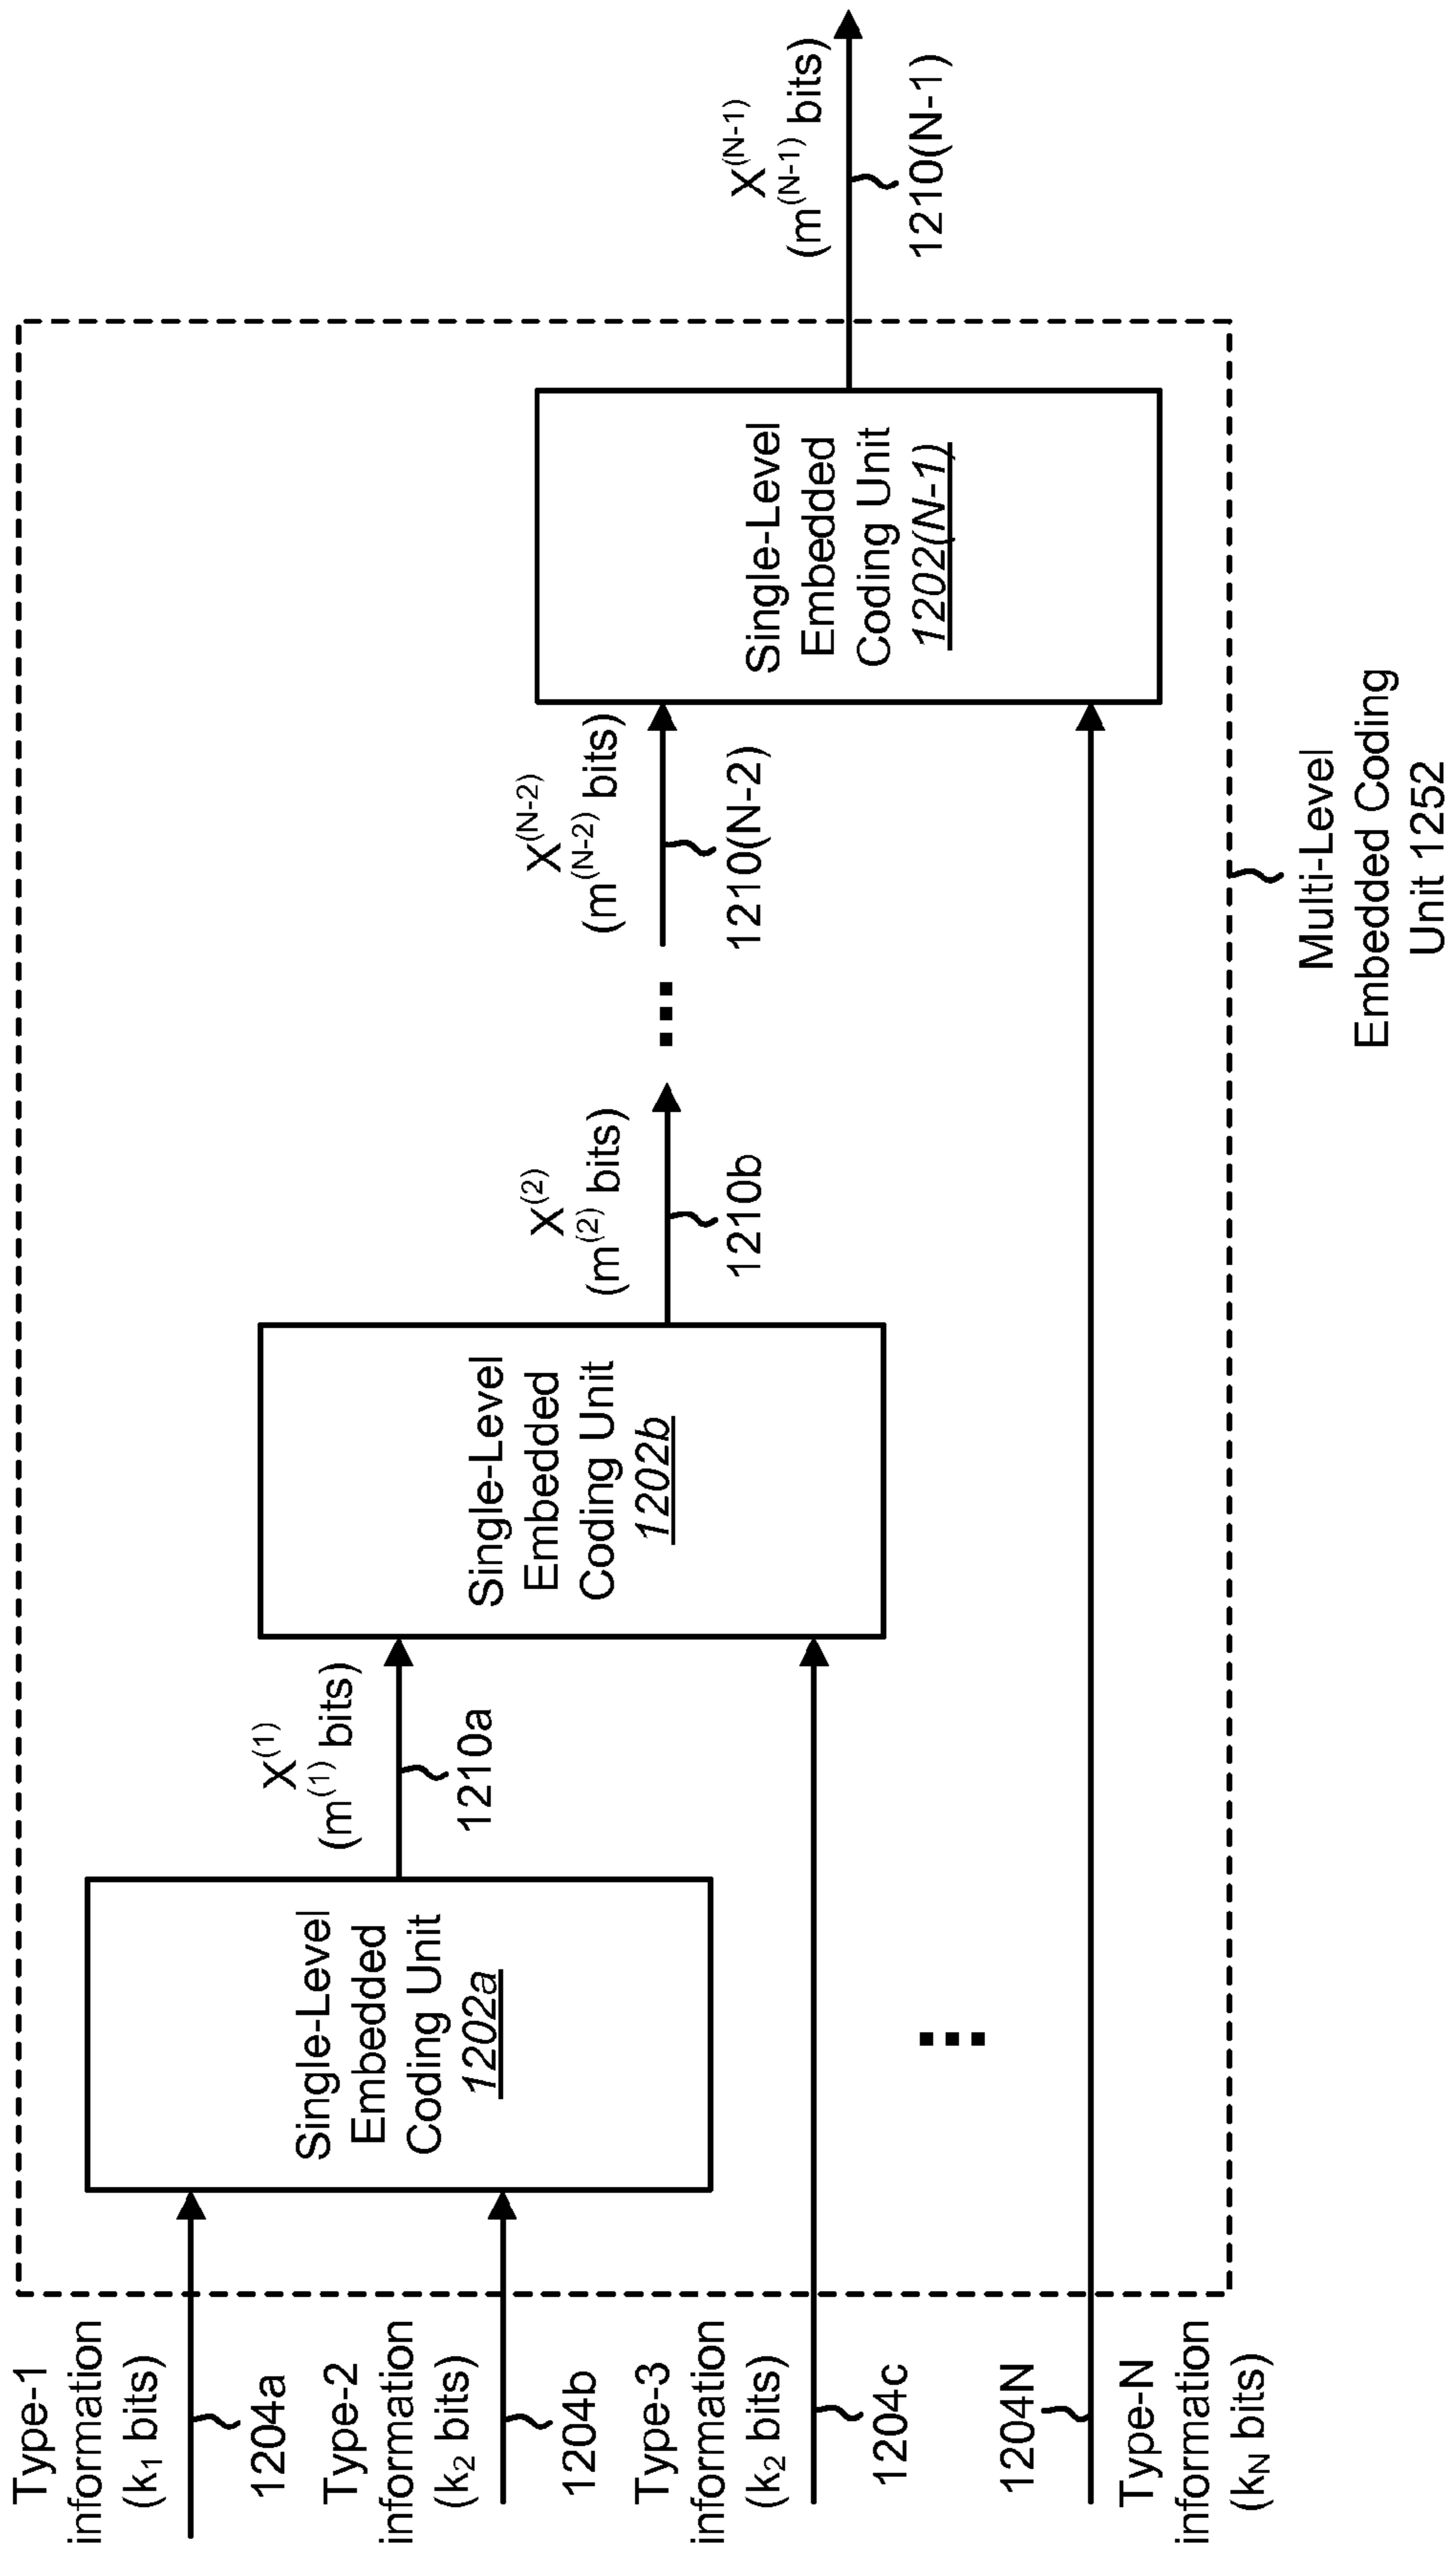 Type-1
information
(k1 bits)
1204a
Type-2
information
(k2 bits)
1204b
Type-3
information
(k2 bits)
1204c
1204N
Type-N
information
(kN bits)
Single-Level
Embedded
Coding Unit
1202a
X(1)
(m(1) bits)
1210a
Single-Level
Embedded
Coding Unit
1202b
X(2)
(m(2) bits)
1210b
X(N-2)
(m(N-2) bits)
1210(N-2)
Single-Level
Embedded
Coding Unit
1202(N-1)
X(N-1)
(m(N-1) bits)
1210(N-1)
Multi-Level
Embedded Coding
Unit 1252